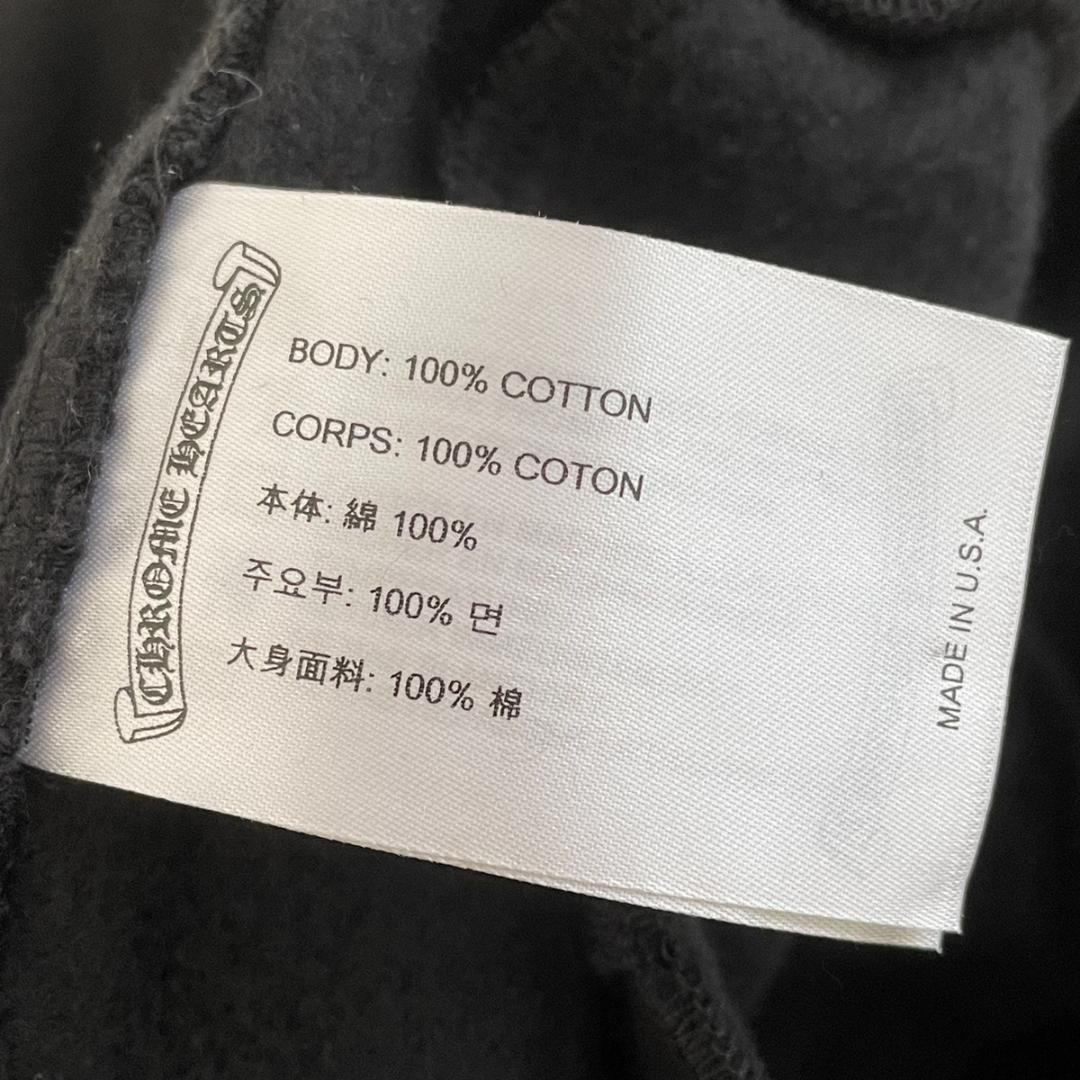 CHROME HEARTS
BODY: 100% COTTON
CORPS: 100% COTON
本体: 綿 100%
주요부: 100% 면
大身面料: 100% 棉
MADE IN U.S.A.